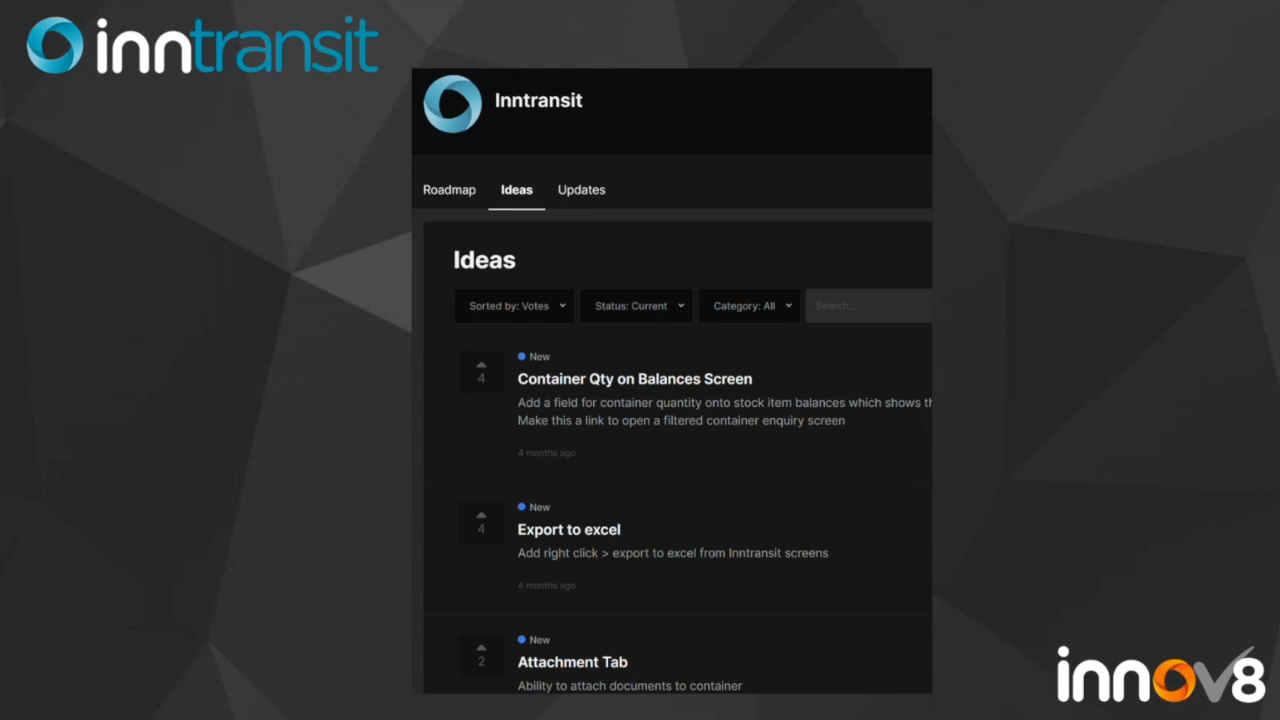 inntransit
Inntransit
Roadmap Ideas Updates
Ideas
Sorted by: Votes Status: Current Category: All Search...
New
4
Container Qty on Balances Screen
Add a field for container quantity onto stock item balances which shows
Make this a link to open a filtered container enquiry screen
4 months ago
New
4
Export to excel
Add right click > export to excel from Inntransit screens
4 months ago
New
2
Attachment Tab
Ability to attach documents to container
innov8